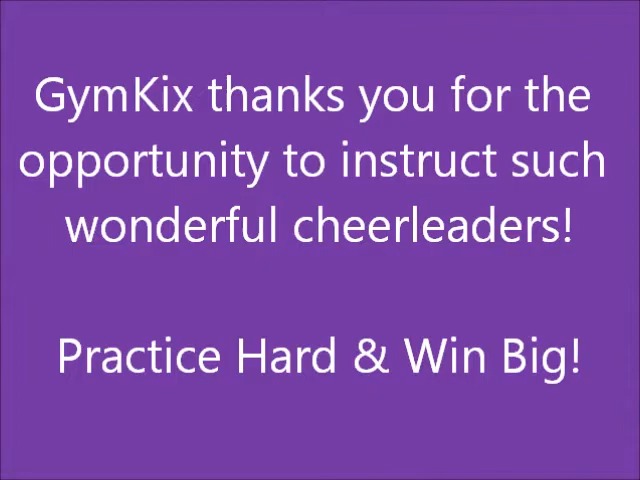 GymKix thanks you for the
opportunity to instruct such
wonderful cheerleaders!
Practice Hard & Win Big!